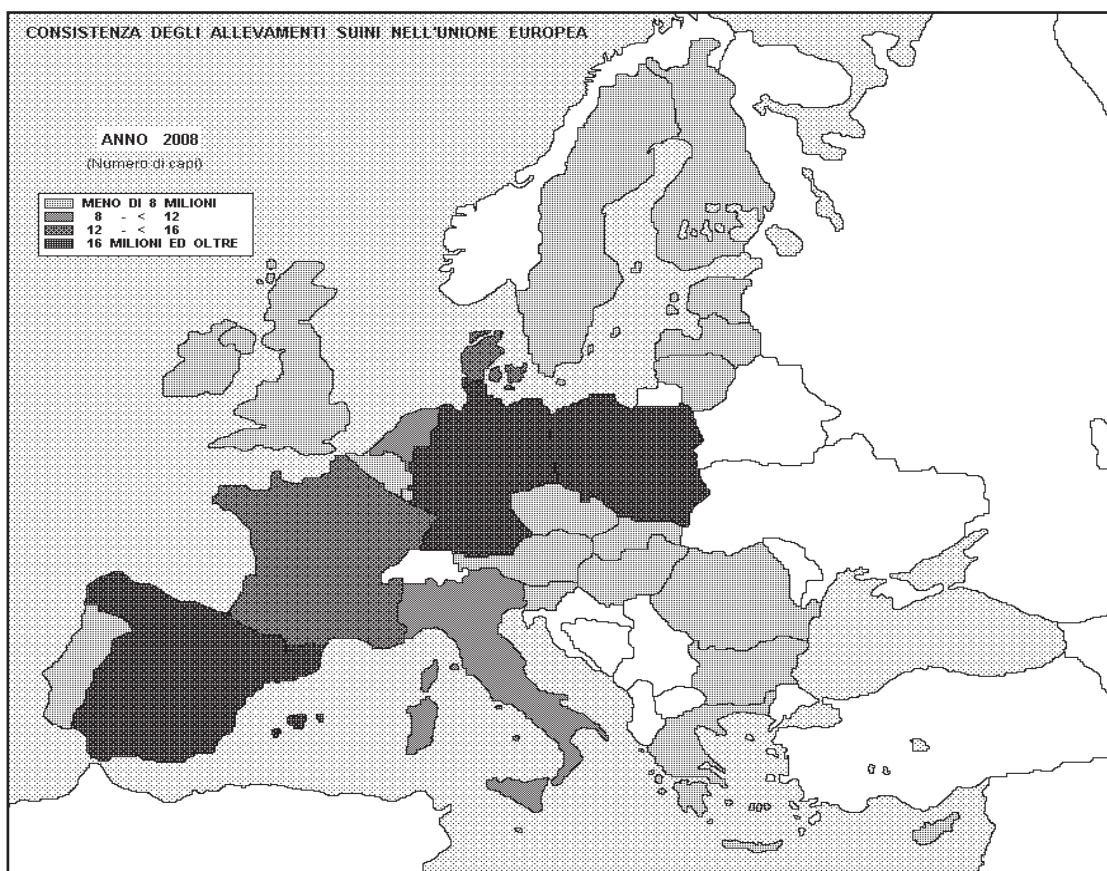 CONSISTENZA DEGLI ALLEVAMENTI SUINI NELL'UNIONE EUROPEA
ANNO 2008
(Numero di capi)
MENO DI 8 MILIONI
8 - < 12
12 - < 16
16 MILIONI ED OLTRE